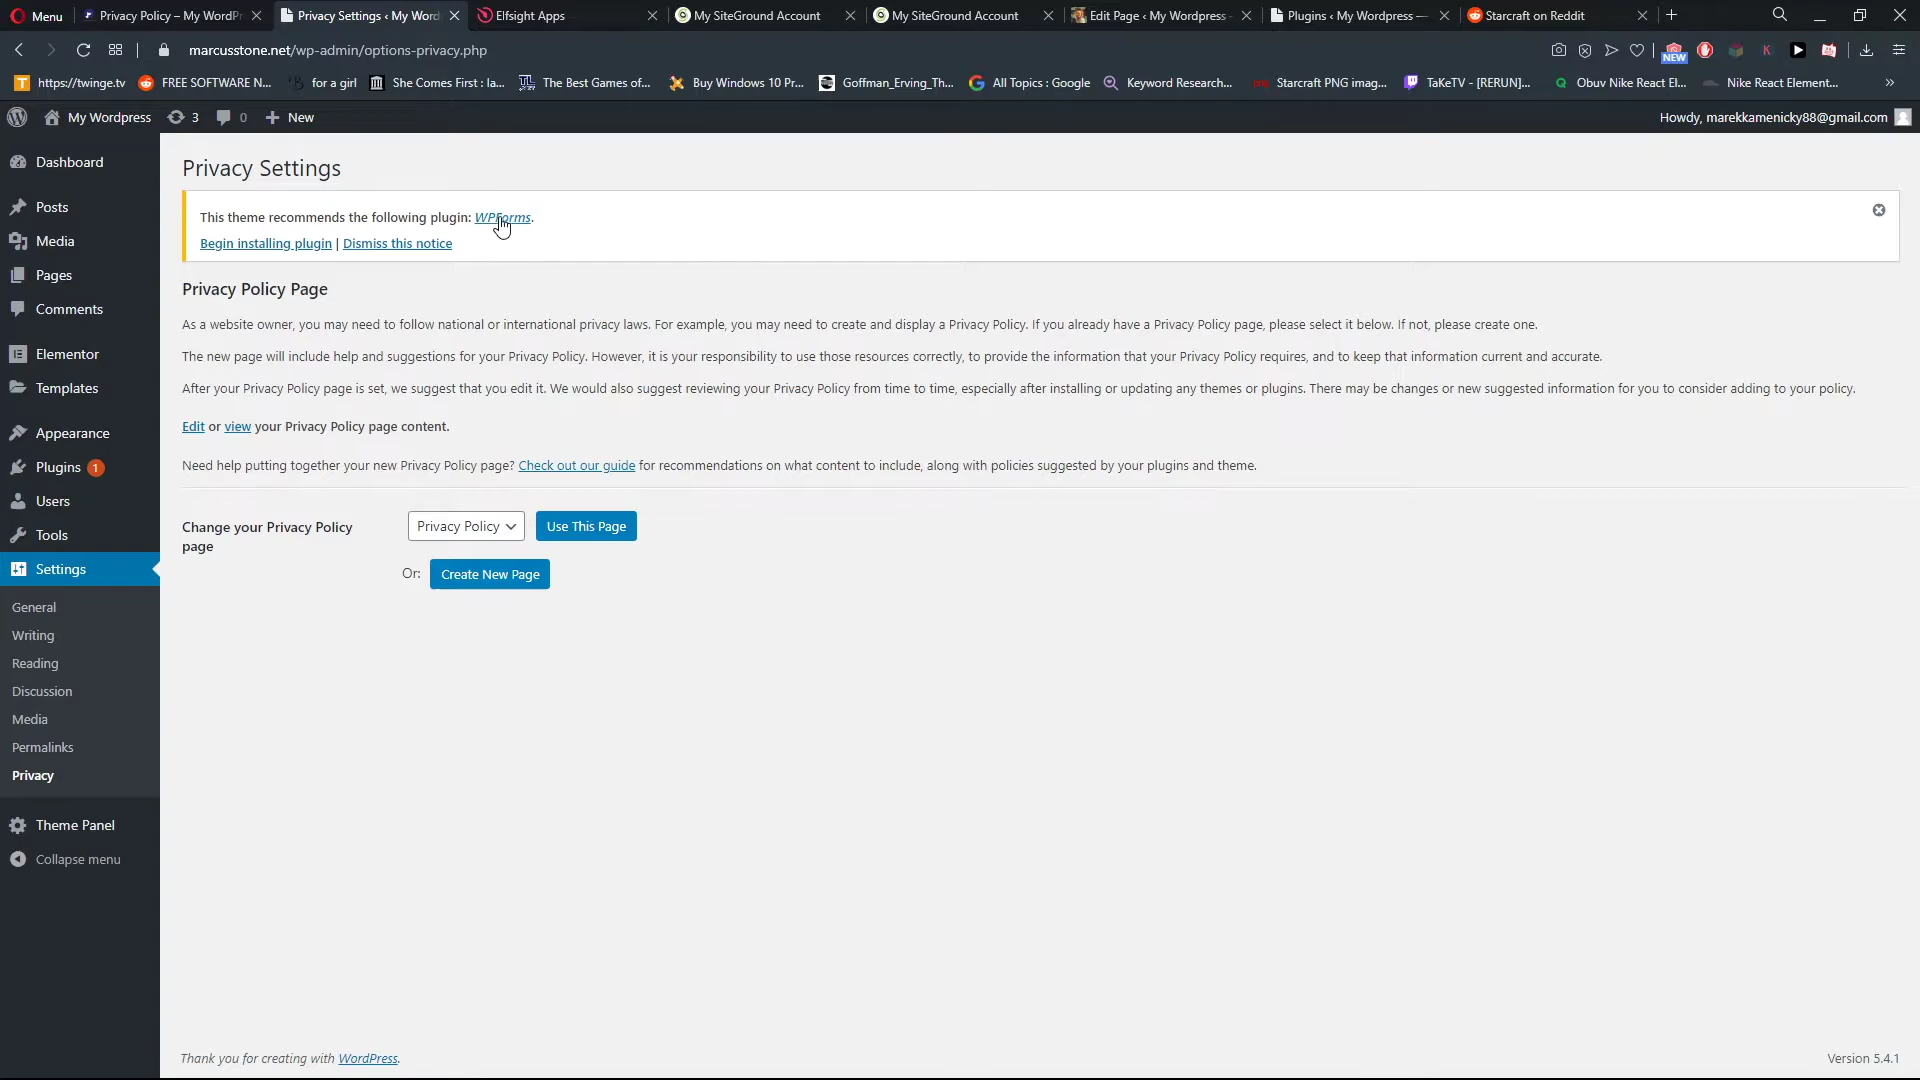 Menu
Privacy Policy – My WordPr
Privacy Settings ‹ My Word
Elfsight Apps
My SiteGround Account
My SiteGround Account
Edit Page ‹ My Wordpress
Plugins ‹ My Wordpress —
Starcraft on Reddit
marcusstone.net/wp-admin/options-privacy.php
NEW
https://twinge.tv
FREE SOFTWARE N...
for a girl
She Comes First : la...
The Best Games of...
Buy Windows 10 Pr...
Goffman_Erving_Th...
All Topics : Google
Keyword Research...
Starcraft PNG imag...
TaKeTV - [RERUN]...
Obuv Nike React El...
Nike React Element...
»
My Wordpress
3
0
New
Howdy, marekkamenicky88@gmail.com
Dashboard
Posts
Media
Pages
Comments
Elementor
Templates
Appearance
Plugins 1
Users
Tools
Settings
General
Writing
Reading
Discussion
Media
Permalinks
Privacy
Theme Panel
Collapse menu
Privacy Settings
This theme recommends the following plugin: WPForms.
Begin installing plugin | Dismiss this notice
Privacy Policy Page
As a website owner, you may need to follow national or international privacy laws. For example, you may need to create and display a Privacy Policy. If you already have a Privacy Policy page, please select it below. If not, please create one.
The new page will include help and suggestions for your Privacy Policy. However, it is your responsibility to use those resources correctly, to provide the information that your Privacy Policy requires, and to keep that information current and accurate.
After your Privacy Policy page is set, we suggest that you edit it. We would also suggest reviewing your Privacy Policy from time to time, especially after installing or updating any themes or plugins. There may be changes or new suggested information for you to consider adding to your policy.
Edit or view your Privacy Policy page content.
Need help putting together your new Privacy Policy page? Check out our guide for recommendations on what content to include, along with policies suggested by your plugins and theme.
Change your Privacy Policy
page
Privacy Policy
Use This Page
Or:
Create New Page
Thank you for creating with WordPress.
Version 5.4.1